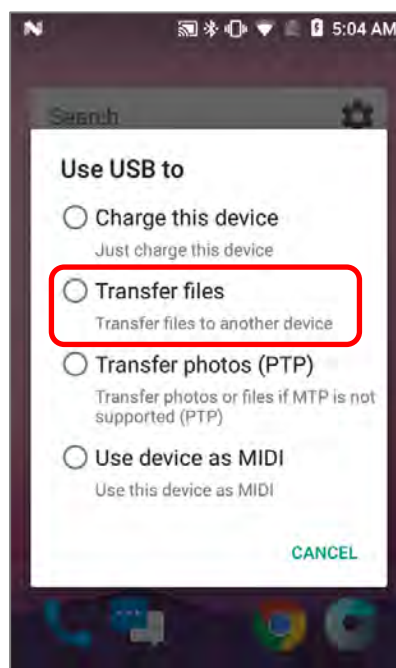 5:04 AM
Search
Use USB to
Charge this device
Just charge this device
Transfer files
Transfer files to another device
Transfer photos (PTP)
Transfer photos or files if MTP is not
supported (PTP)
Use device as MIDI
Use this device as MIDI
CANCEL